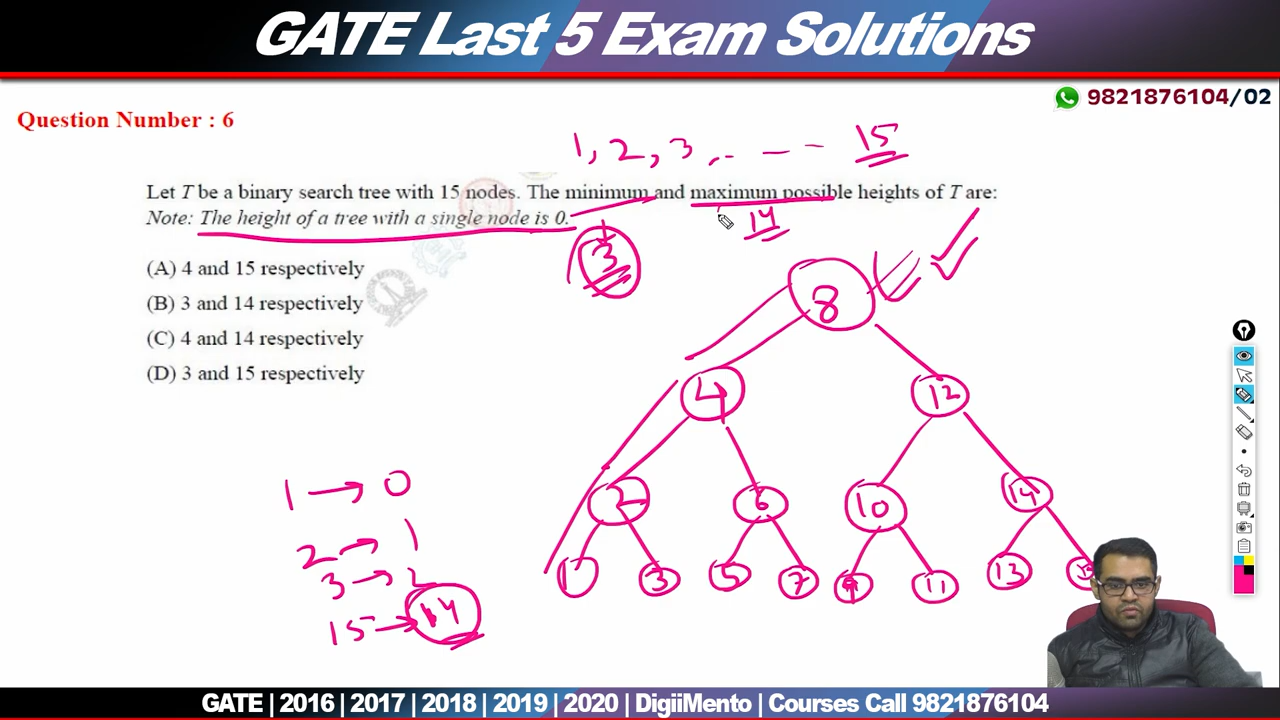 GATE Last 5 Exam Solutions
9821876104/02
Question Number : 6
1, 2, 3, . - - - 15
Let T be a binary search tree with 15 nodes. The minimum and maximum possible heights of T are:
Note: The height of a tree with a single node is 0.
14
3
(A) 4 and 15 respectively
(B) 3 and 14 respectively
(C) 4 and 14 respectively
(D) 3 and 15 respectively
8
4 12
2 6 10 14
1 3 5 7 9 11 13 15
1 → 0
2 → 1
3 → 2
15 → 14
GATE | 2016 | 2017 | 2018 | 2019 | 2020 | DigiiMento | Courses Call 9821876104